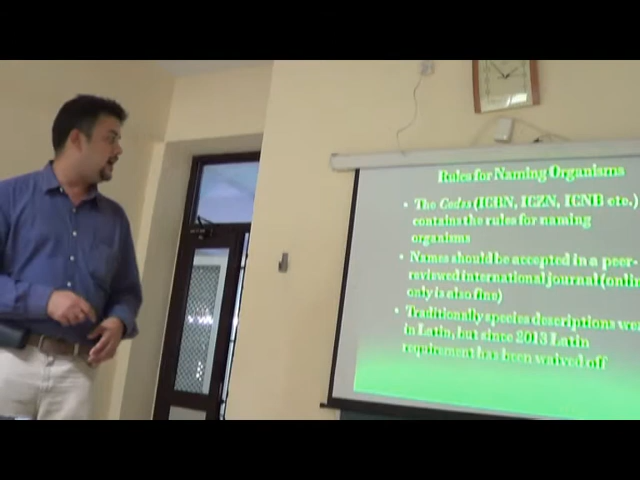 Rules for Naming Organisms
• The Codes (ICBN, ICZN, ICNB etc.)
contains the rules for naming
organisms
• Names should be accepted in a peer-
reviewed international journal (onlin
only is also fine)
• Traditionally species descriptions wer
in Latin, but since 2013 Latin
requirement has been waived off